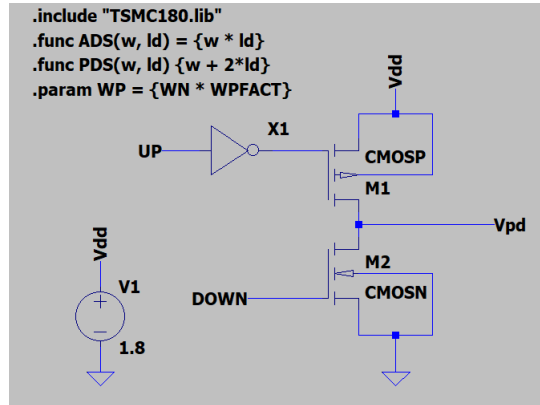 .include "TSMC180.lib"
.func ADS(w, ld) = {w * ld}
.func PDS(w, ld) {w + 2*ld}
.param WP = {WN * WPFACT}
Vdd
X1
UP
CMOSP
M1
Vpd
Vdd
M2
V1
DOWN
CMOSN
1.8